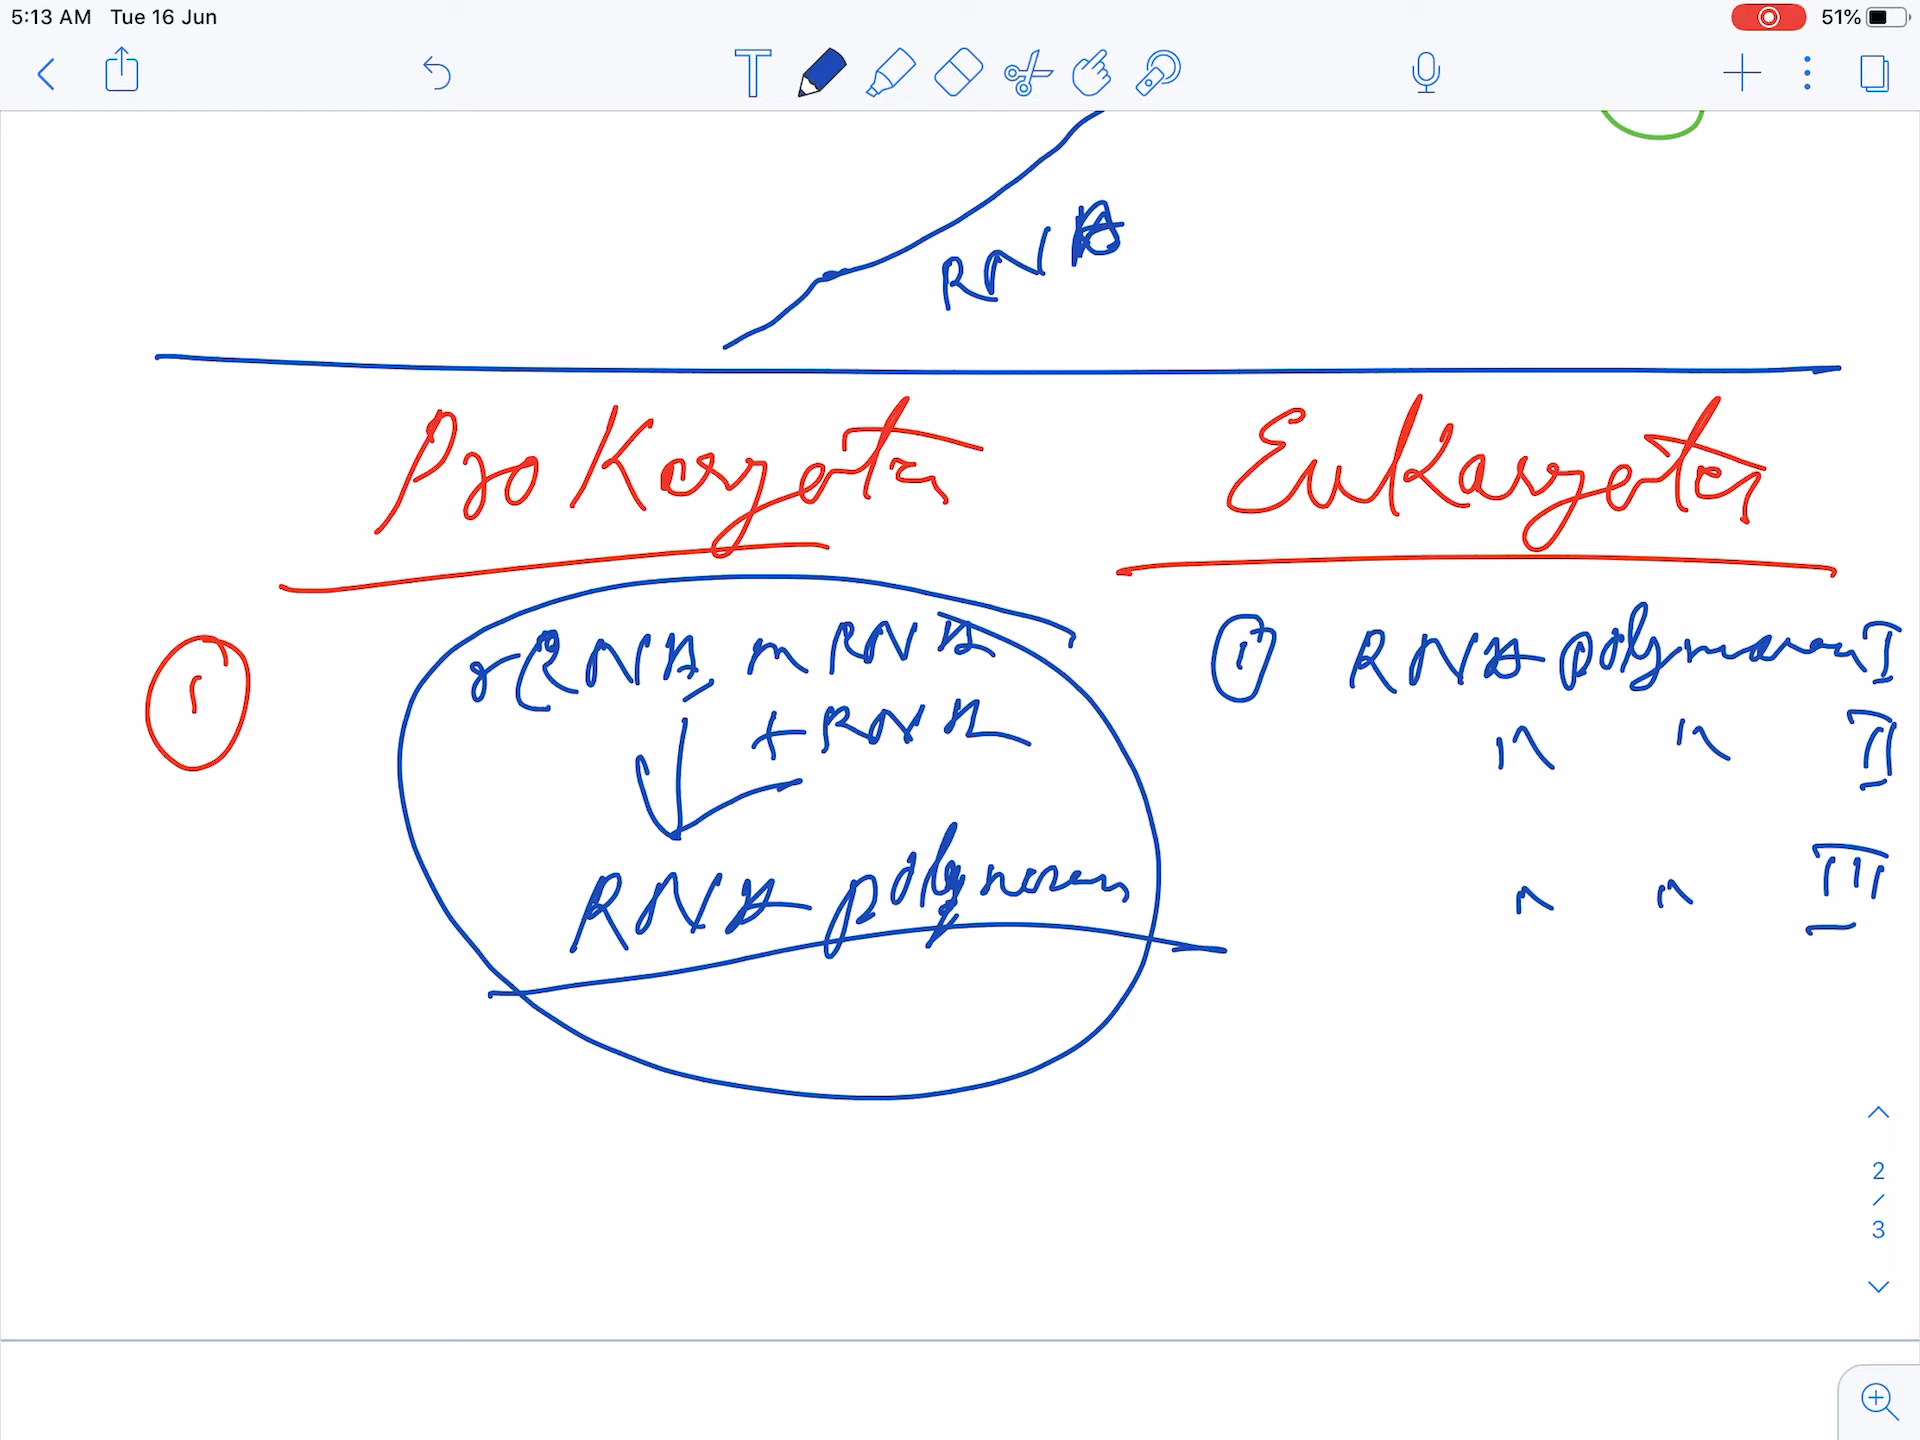 5:13 AM Tue 16 Jun 51%
T
RNA
Prokaryotes Eukaryotes
1 rRNA, mRNA
tRNA
RNA polymerase
1 RNA polymerase I
" " II
" " III
2
/
3